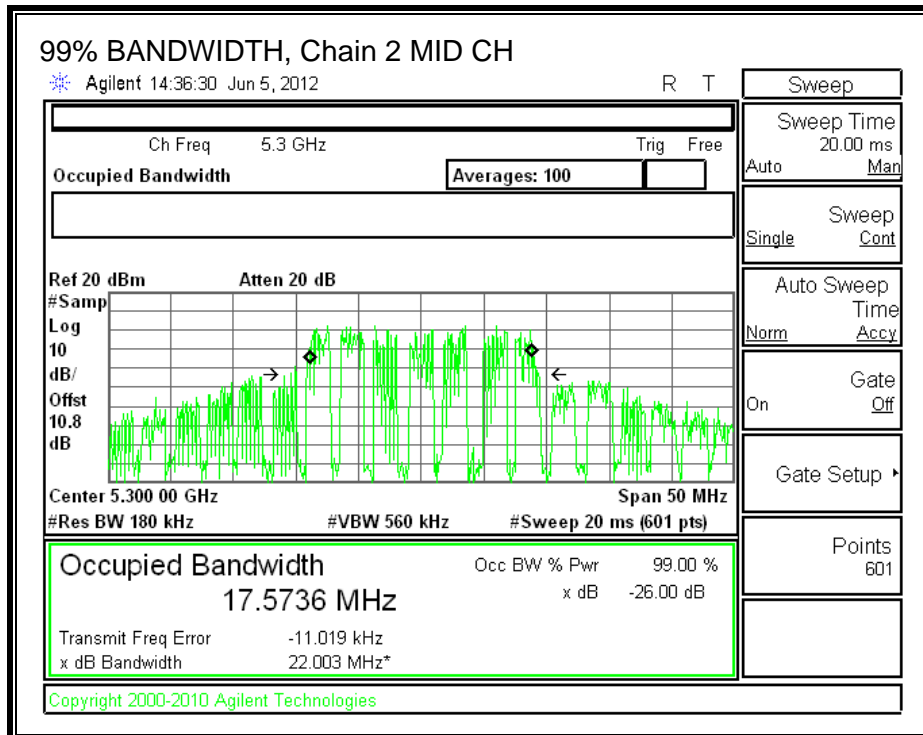 99% BANDWIDTH, Chain 2 MID CH
Agilent 14:36:30 Jun 5, 2012 R T
Ch Freq 5.3 GHz Trig Free
Occupied Bandwidth Averages: 100
Ref 20 dBm Atten 20 dB
#Samp
Log
10
dB/
Offst
10.8
dB
Center 5.300 00 GHz Span 50 MHz
#Res BW 180 kHz #VBW 560 kHz #Sweep 20 ms (601 pts)
Occupied Bandwidth Occ BW % Pwr 99.00 %
17.5736 MHz x dB -26.00 dB
Transmit Freq Error -11.019 kHz
x dB Bandwidth 22.003 MHz*
Copyright 2000-2010 Agilent Technologies
Sweep
Sweep Time
20.00 ms
Auto Man
Sweep
Single Cont
Auto Sweep
Time
Norm Accy
Gate
On Off
Gate Setup
Points
601